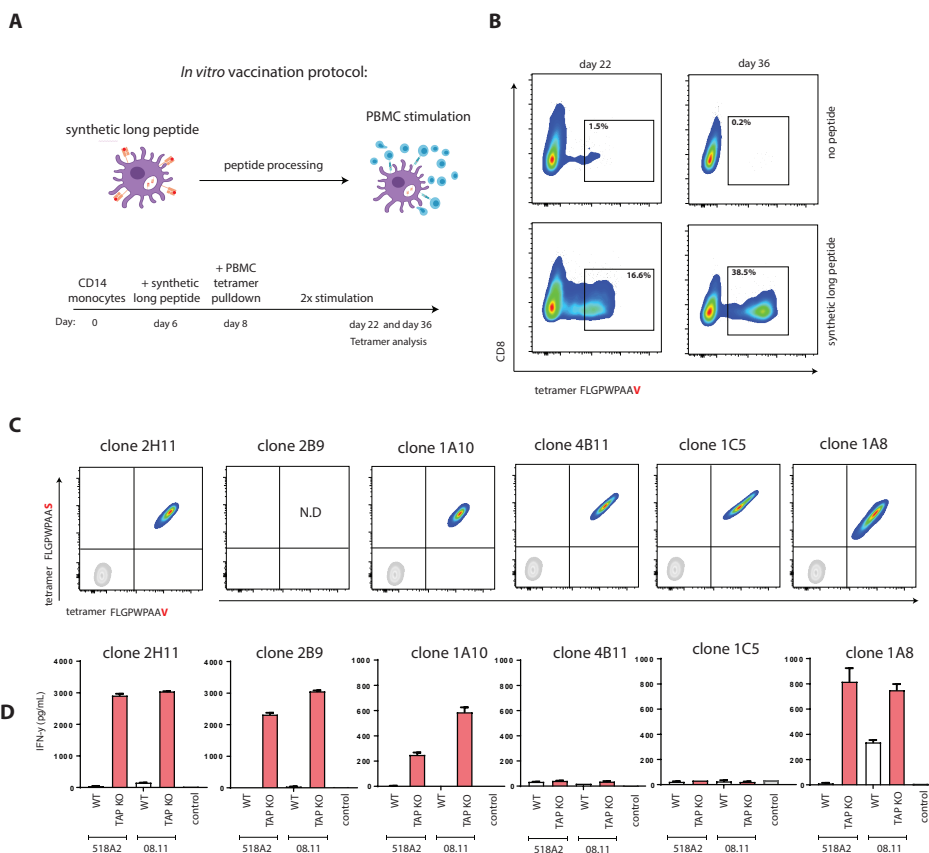 A
In vitro vaccination protocol:
synthetic long peptide
peptide processing
PBMC stimulation
CD14
monocytes
+ synthetic
long peptide
+ PBMC
tetramer
pulldown
2x stimulation
Day:
0
day 6
day 8
day 22 and day 36
Tetramer analysis
B
day 22
day 36
1.5%
0.2%
no peptide
16.6%
38.5%
synthetic long peptide
CD8
tetramer FLGPWPAAV
C
clone 2H11
clone 2B9
clone 1A10
clone 4B11
clone 1C5
clone 1A8
N.D
tetramer FLGPWPAAS
tetramer FLGPWPAAV
D
clone 2H11
4000
3000
2000
1000
0
IFN-y (pg/mL)
WT
TAP KO
WT
TAP KO
control
518A2
08.11
clone 2B9
4000
3000
2000
1000
0
WT
TAP KO
WT
TAP KO
control
518A2
08.11
clone 1A10
1000
800
600
400
200
0
WT
TAP KO
WT
TAP KO
control
518A2
08.11
clone 4B11
1000
800
600
400
200
0
WT
TAP KO
WT
TAP KO
control
518A2
08.11
clone 1C5
1000
800
600
400
200
0
WT
TAP KO
WT
TAP KO
control
518A2
08.11
clone 1A8
1000
800
600
400
200
0
WT
TAP KO
WT
TAP KO
control
518A2
08.11